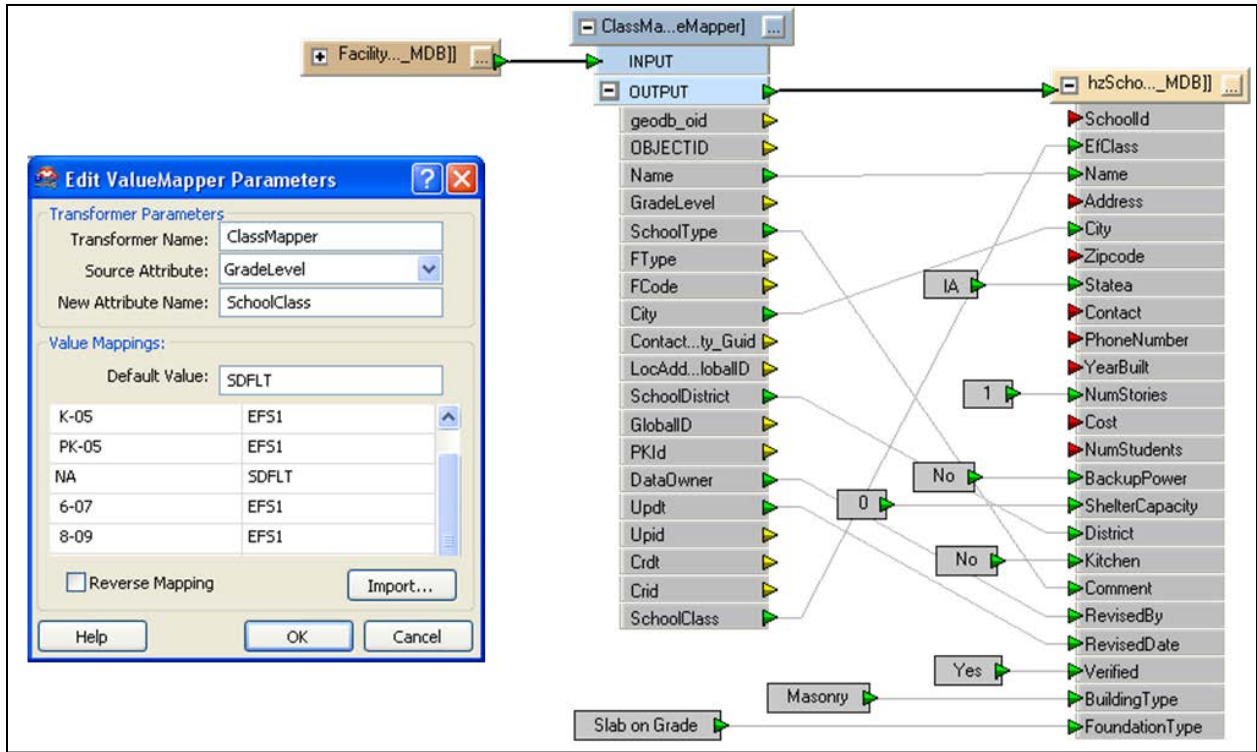 Facility..._MDB]]
...
ClassMa...eMapper]
...
INPUT
OUTPUT
geodb_oid
OBJECTID
Name
GradeLevel
SchoolType
FType
FCode
City
Contact...ty_Guid
LocAdd...lobalID
SchoolDistrict
GlobalID
PKId
DataOwner
Updt
Upid
Crdt
Crid
SchoolClass
hzScho..._MDB]]
...
SchoolId
EfClass
Name
Address
City
Zipcode
IA
Statea
Contact
PhoneNumber
YearBuilt
1
NumStories
Cost
NumStudents
No
BackupPower
0
ShelterCapacity
District
No
Kitchen
Comment
RevisedBy
RevisedDate
Yes
Verified
Masonry
BuildingType
Slab on Grade
FoundationType
Edit ValueMapper Parameters
?
Transformer Parameters
Transformer Name: ClassMapper
Source Attribute: GradeLevel
New Attribute Name: SchoolClass
Value Mappings:
Default Value: SDFLT
K-05 EFS1
PK-05 EFS1
NA SDFLT
6-07 EFS1
8-09 EFS1
Reverse Mapping
Import...
Help
OK
Cancel